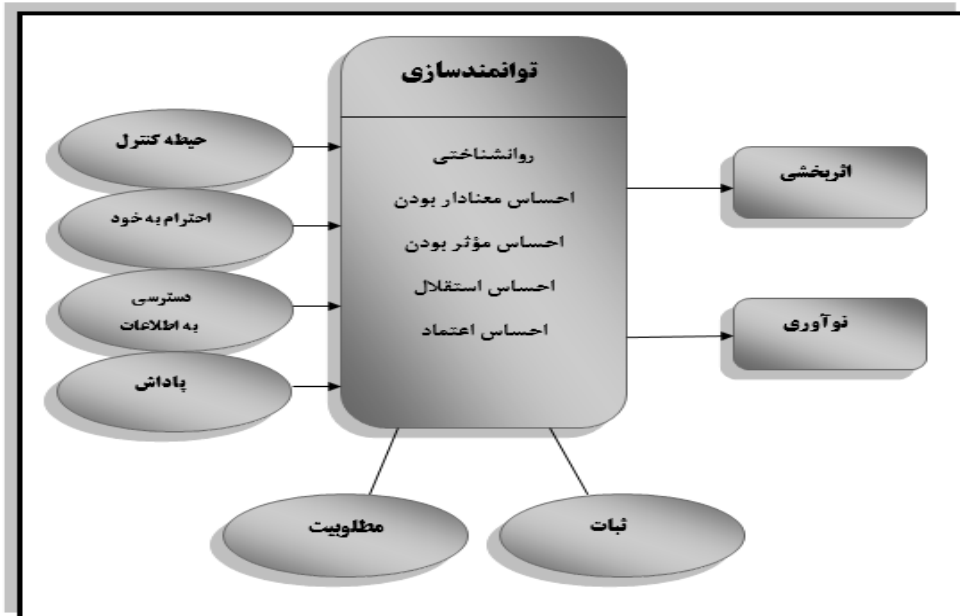 توانمندسازی
روانشناختی
احساس معنادار بودن
احساس مؤثر بودن
احساس استقلال
احساس اعتماد
حیطه کنترل
احترام به خود
دسترسی
به اطلاعات
پاداش
اثربخشی
نوآوری
مطلوبیت
ثبات